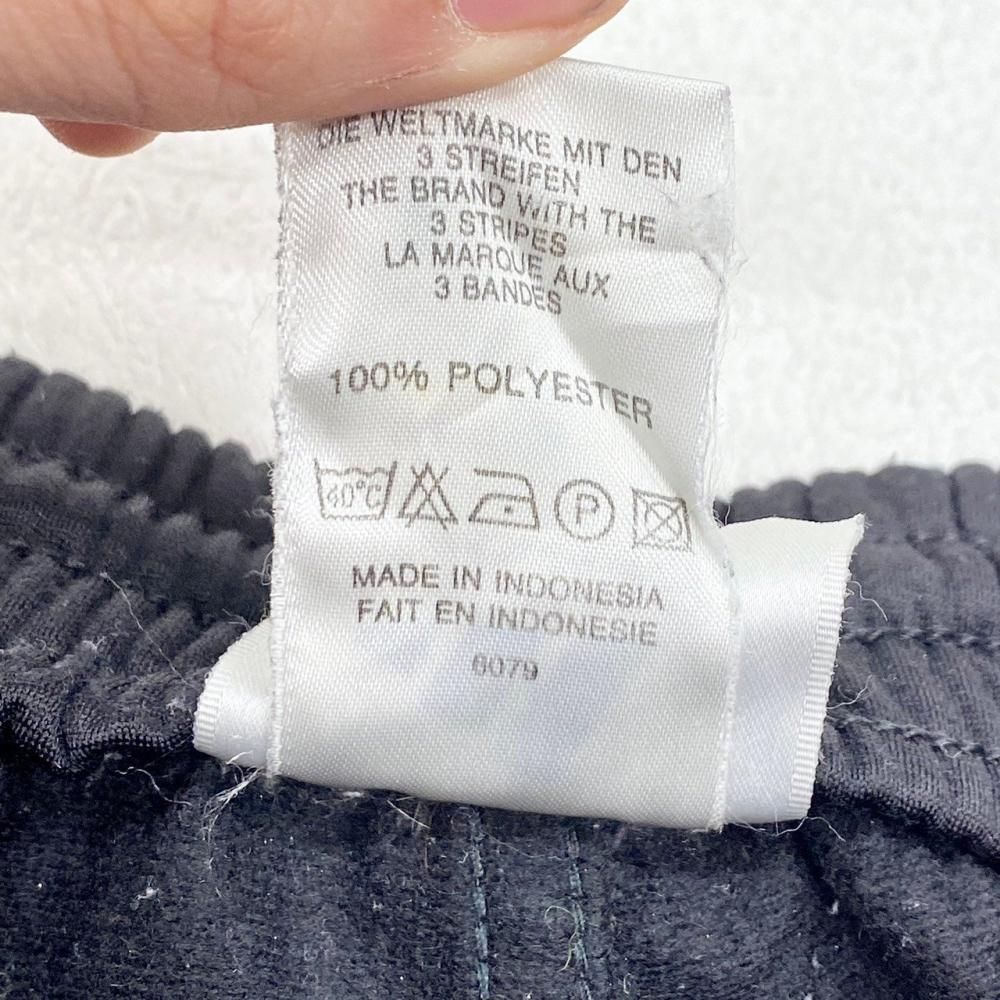 DIE WELTMARKE MIT DEN
3 STREIFEN
THE BRAND WITH THE
3 STRIPES
LA MARQUE AUX
3 BANDES
100% POLYESTER
40°C P
MADE IN INDONESIA
FAIT EN INDONESIE
6079